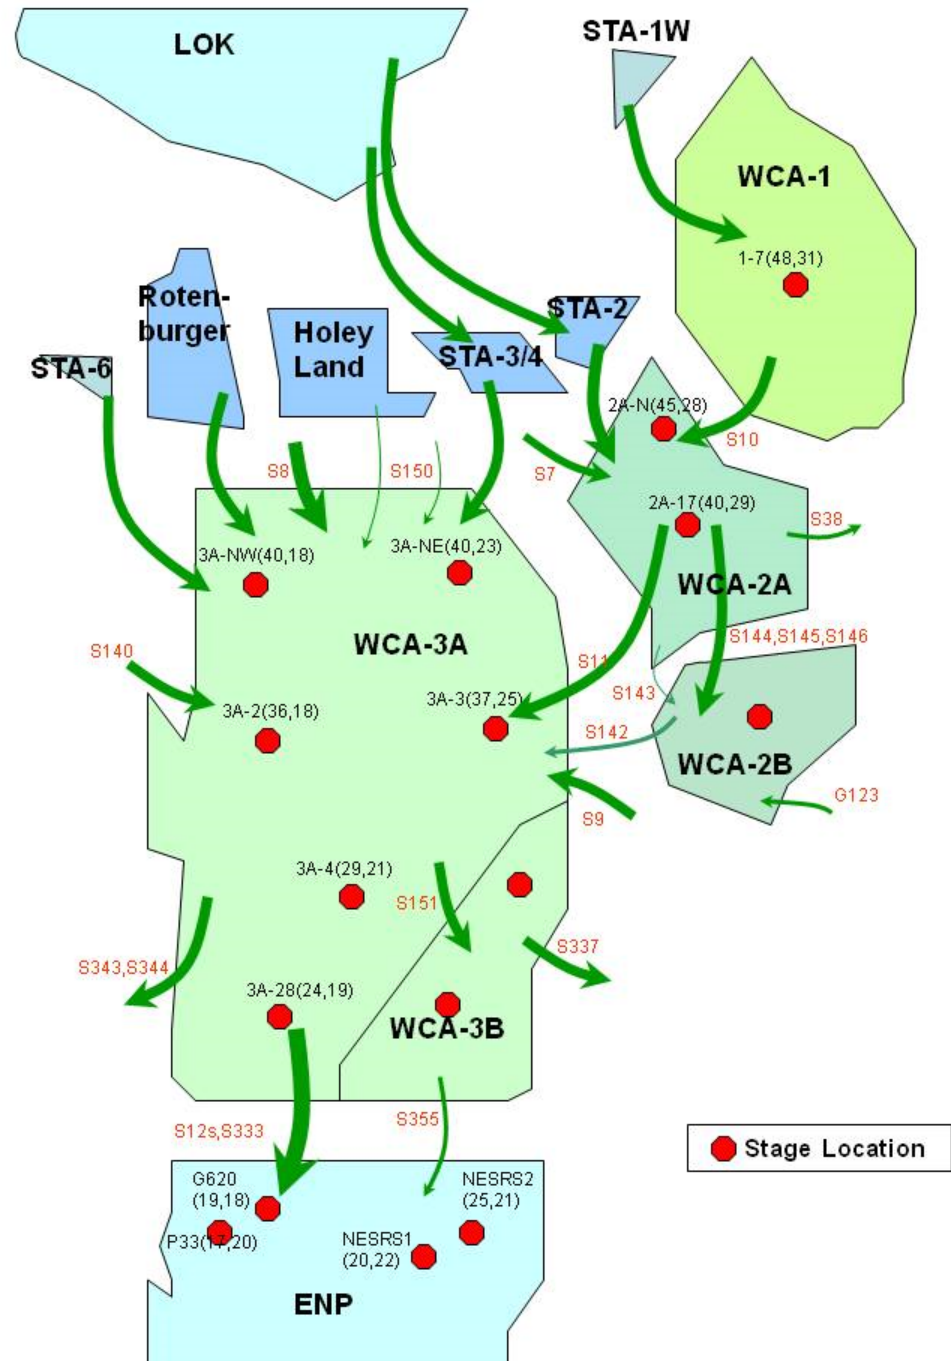 LOK
STA-1W
WCA-1
1-7(48,31)
Roten-
burger
Holey
Land
STA-2
STA-3/4
STA-6
2A-N(45,28)
S10
S8
S150
S7
2A-17(40,29)
S38
3A-NW(40,18)
3A-NE(40,23)
WCA-2A
WCA-3A
S144,S145,S146
S140
S11
S143
3A-2(36,18)
3A-3(37,25)
S142
WCA-2B
G123
S9
3A-4(29,21)
S151
S337
S343,S344
3A-28(24,19)
WCA-3B
S12s,S333
S355
Stage Location
G620
(19,18)
NESRS2
(25,21)
P33(17,20)
NESRS1
(20,22)
ENP